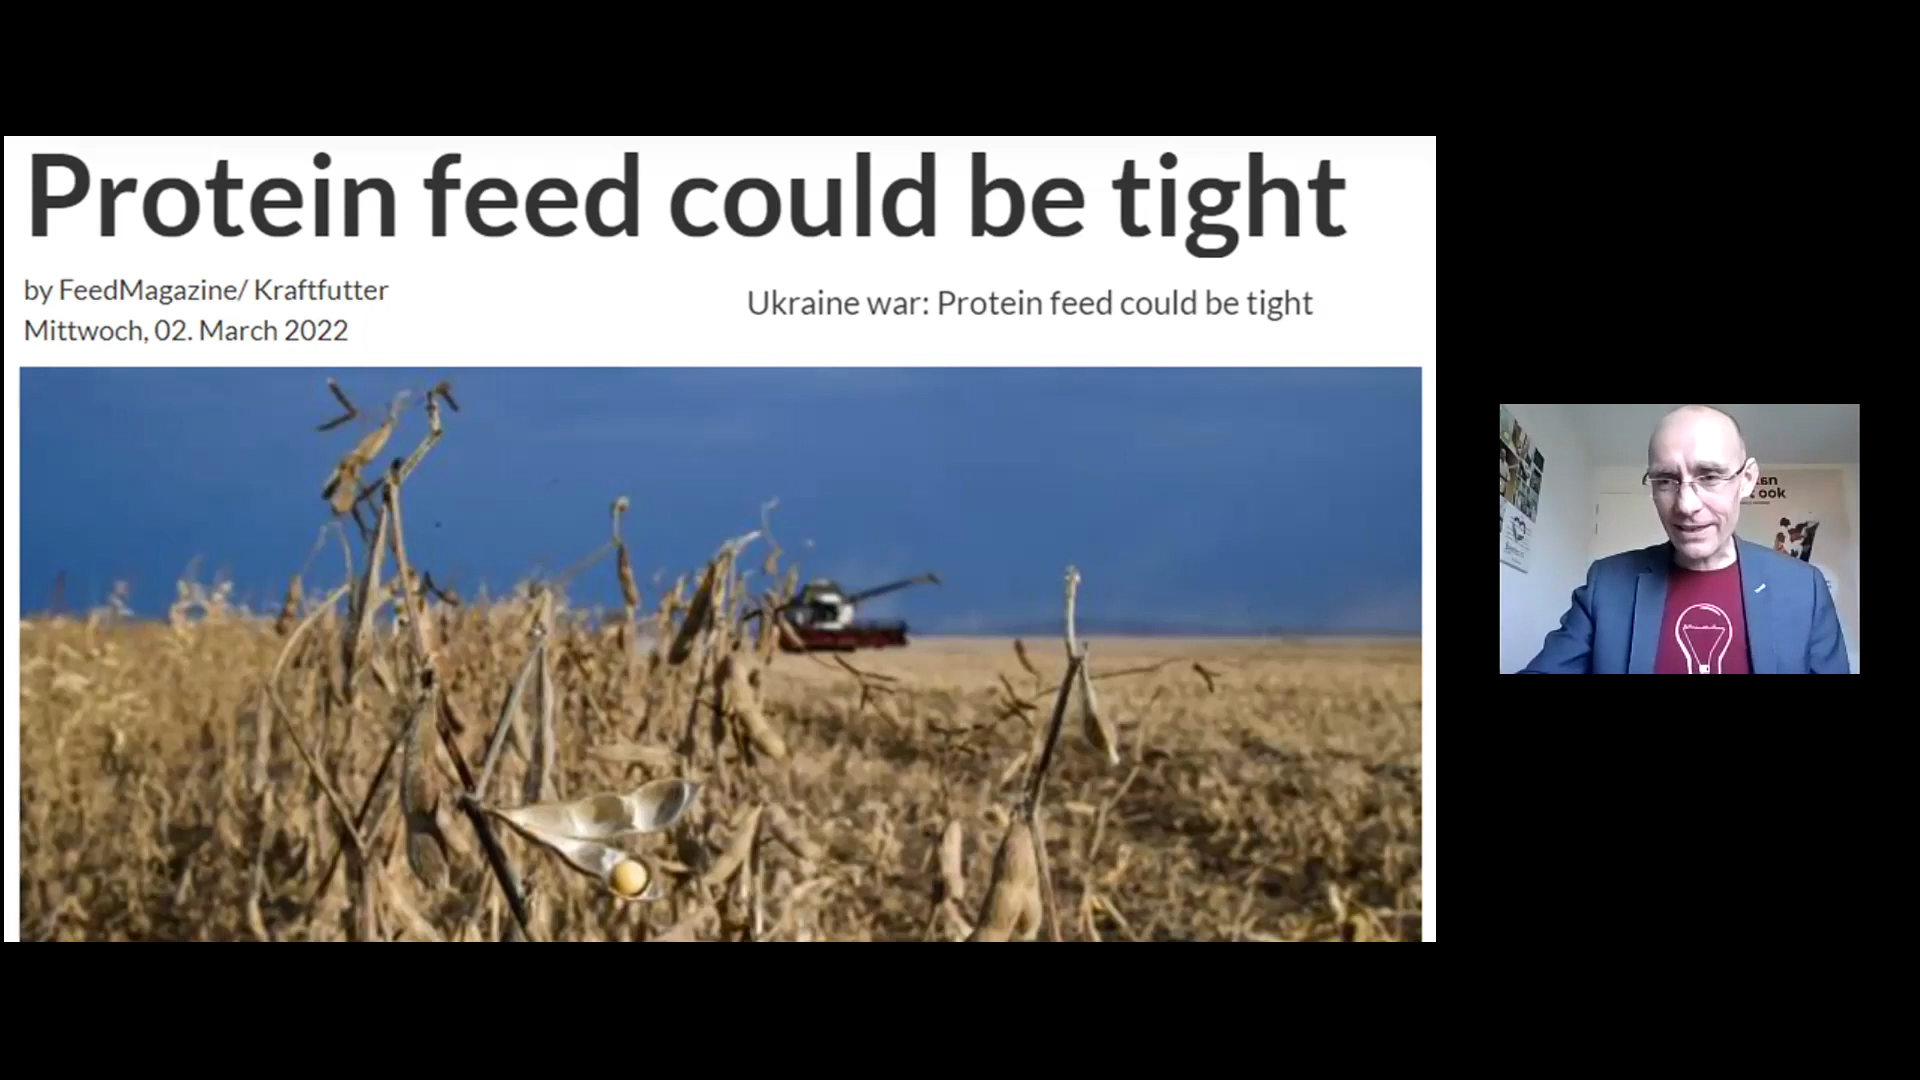 Protein feed could be tight
by FeedMagazine/ Kraftfutter
Mittwoch, 02. March 2022
Ukraine war: Protein feed could be tight